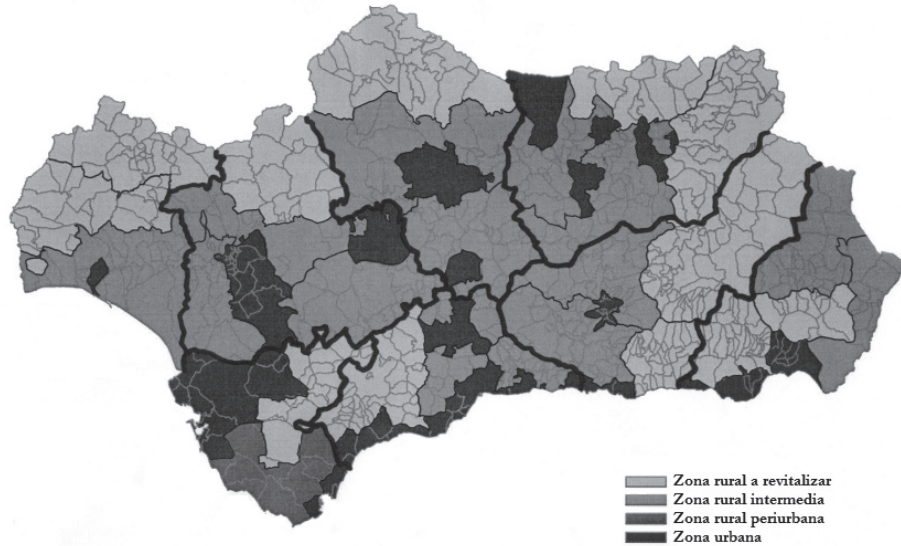 Zona rural a revitalizar
Zona rural intermedia
Zona rural periurbana
Zona urbana